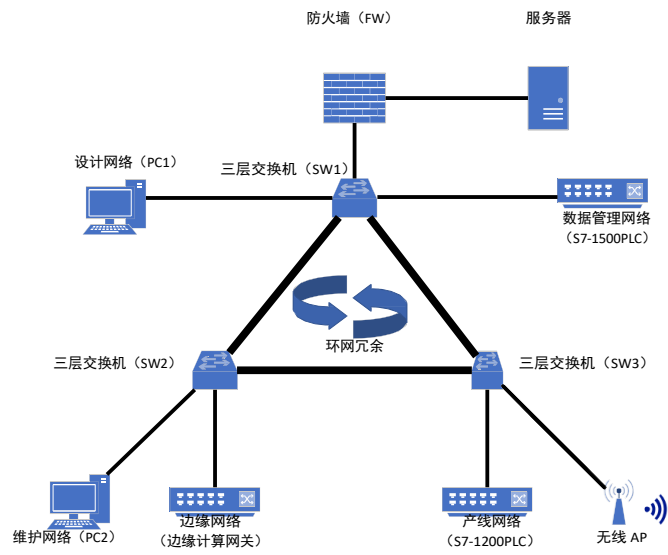 防火墙（FW）
服务器
设计网络（PC1）
三层交换机（SW1）
数据管理网络
（S7-1500PLC）
环网冗余
三层交换机（SW2）
三层交换机（SW3）
维护网络（PC2）
边缘网络
（边缘计算网关）
产线网络
（S7-1200PLC）
无线 AP